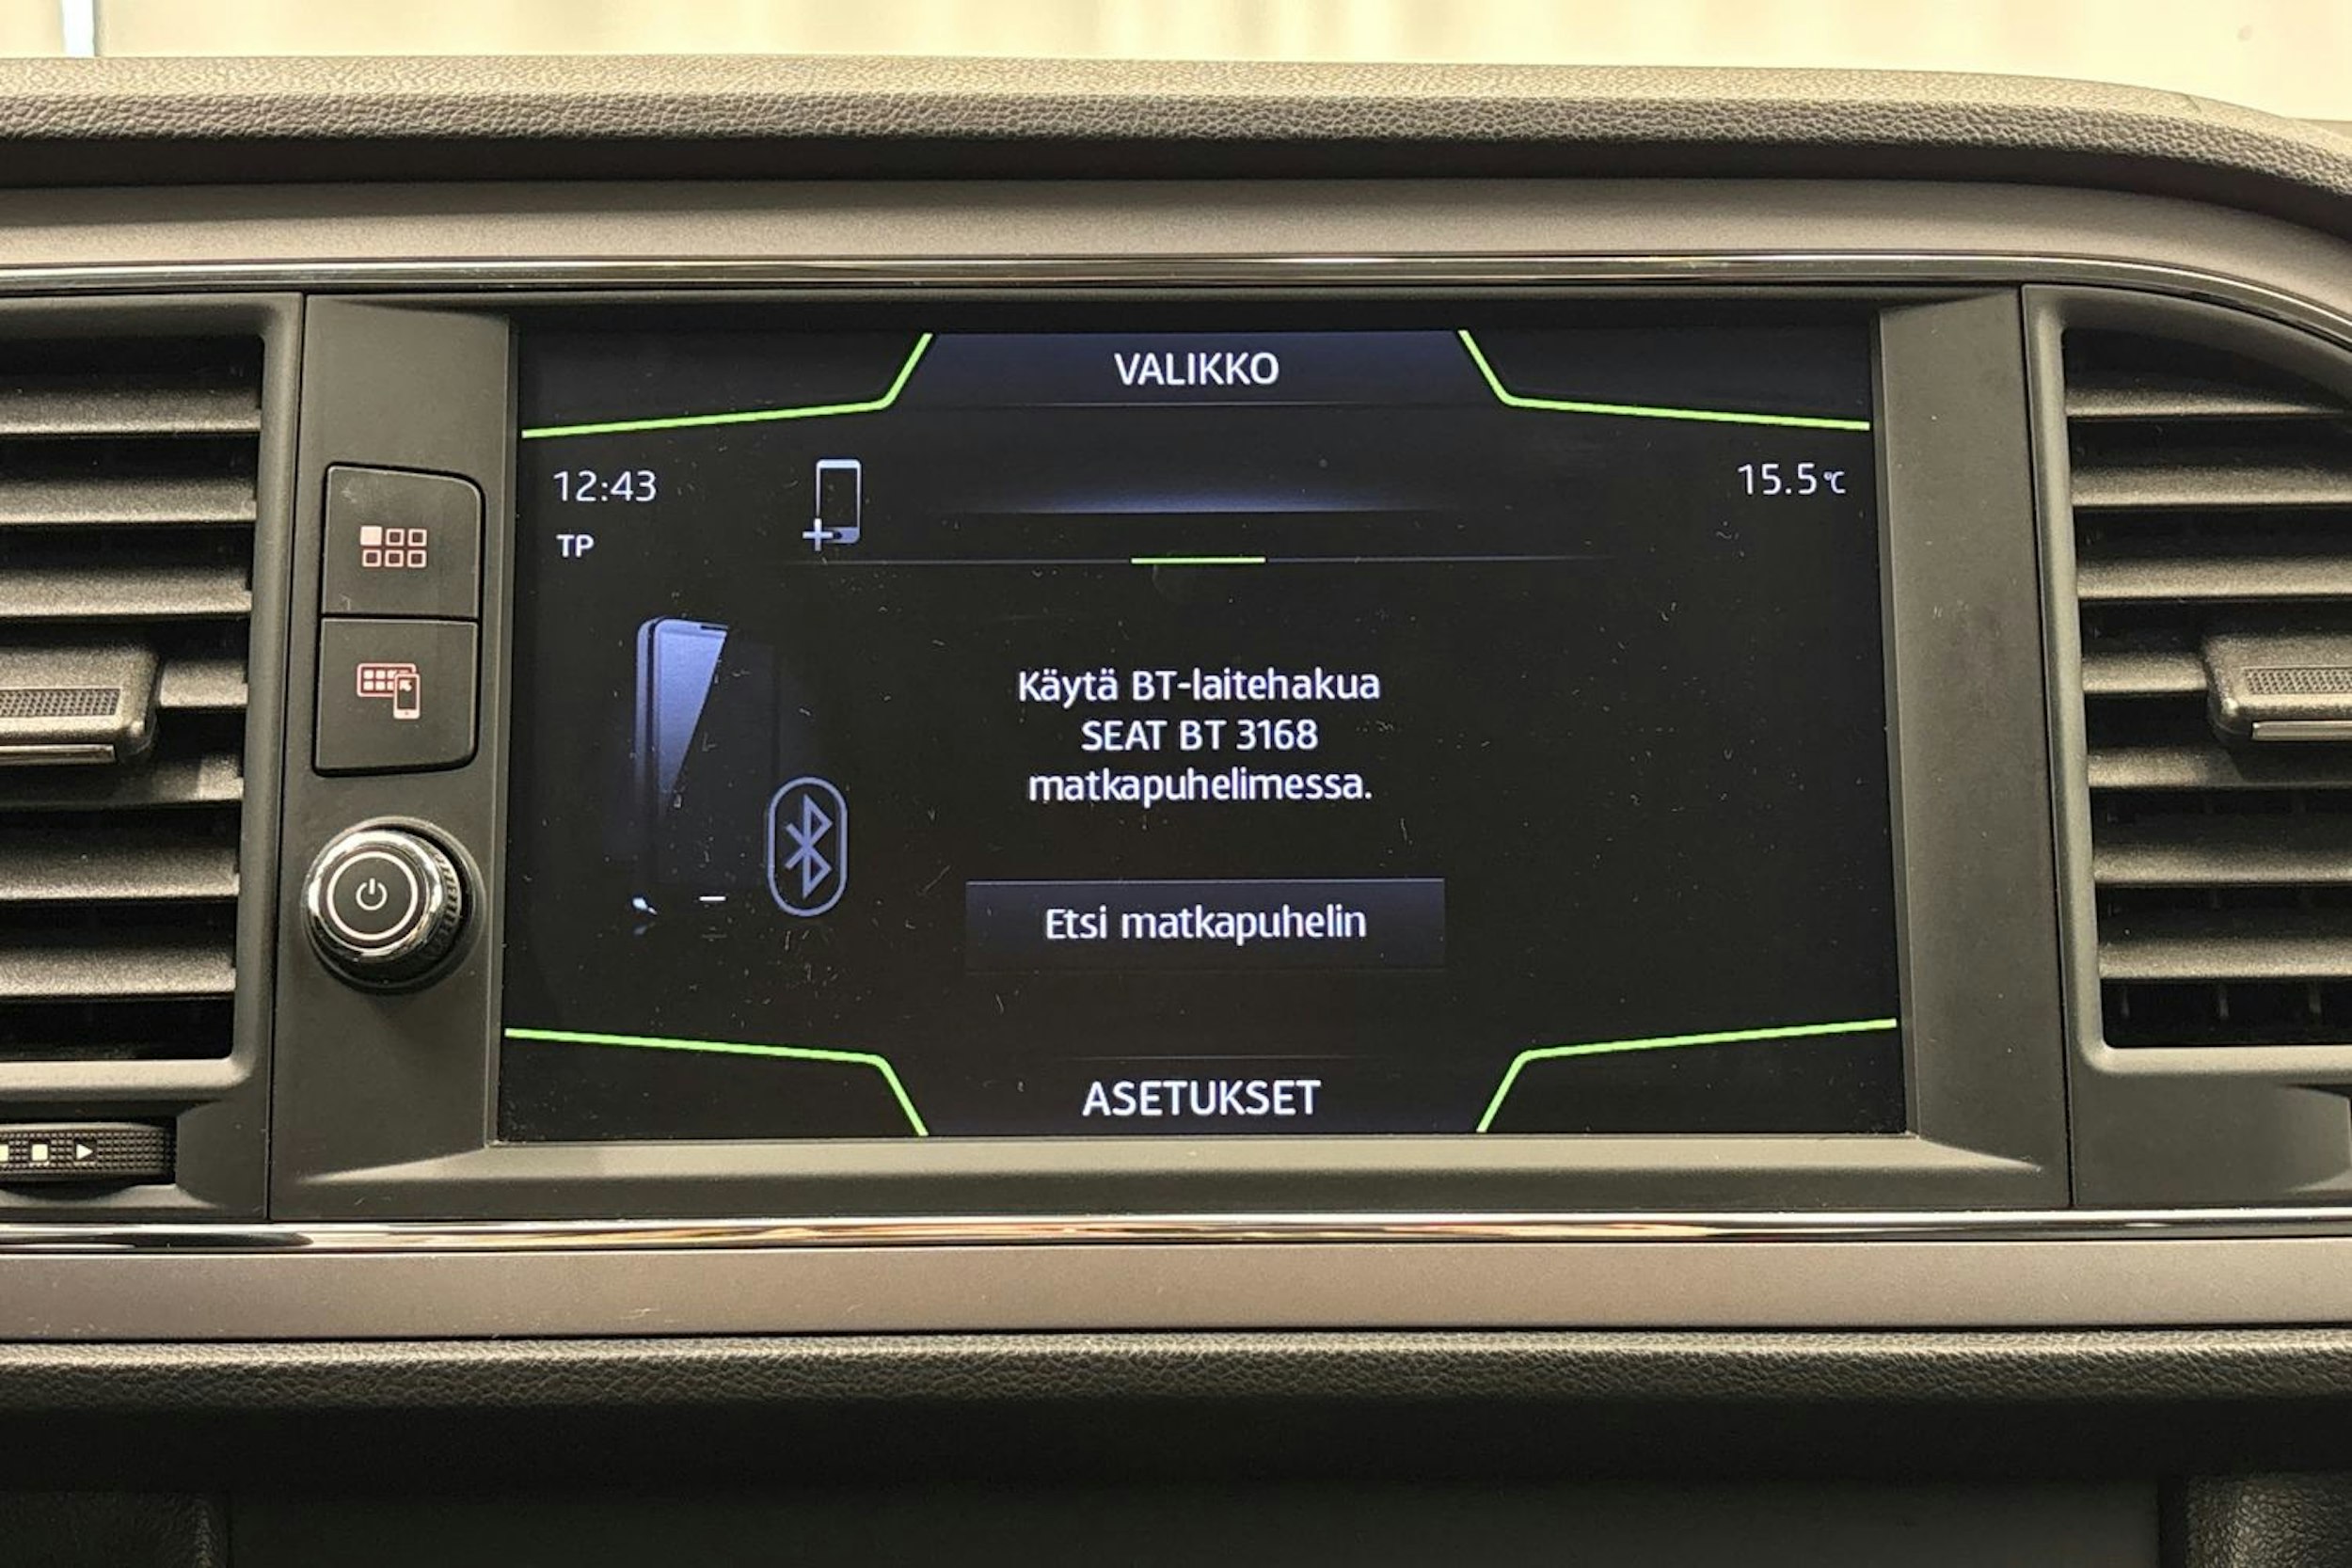 VALIKKO
12:43
15.5°C
TP
Käytä BT-laitehakua
SEAT BT 3168
matkapuhelimessa.
Etsi matkapuhelin
ASETUKSET